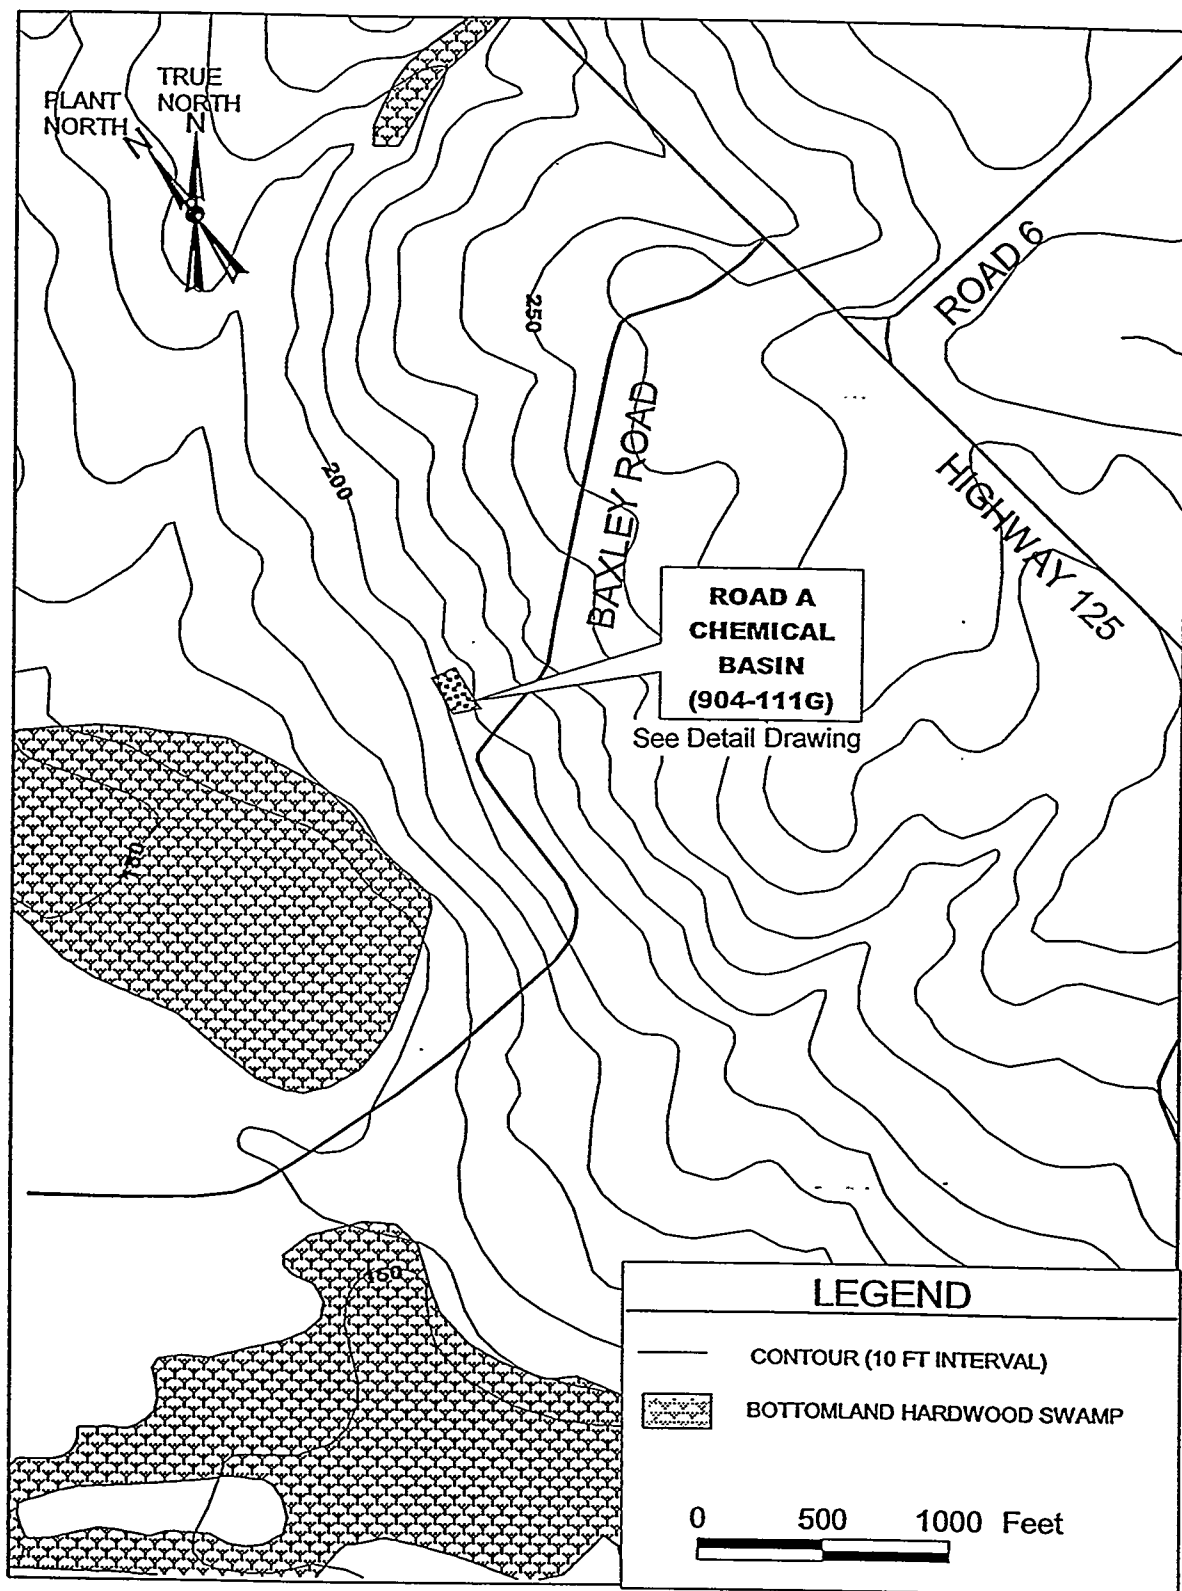 TRUE
NORTH
N
PLANT
NORTH
N
250
ROAD 6
200
BAXLEY ROAD
HIGHWAY 125
ROAD A
CHEMICAL
BASIN
(904-111G)
See Detail Drawing
150
LEGEND
CONTOUR (10 FT INTERVAL)
BOTTOMLAND HARDWOOD SWAMP
0 500 1000 Feet